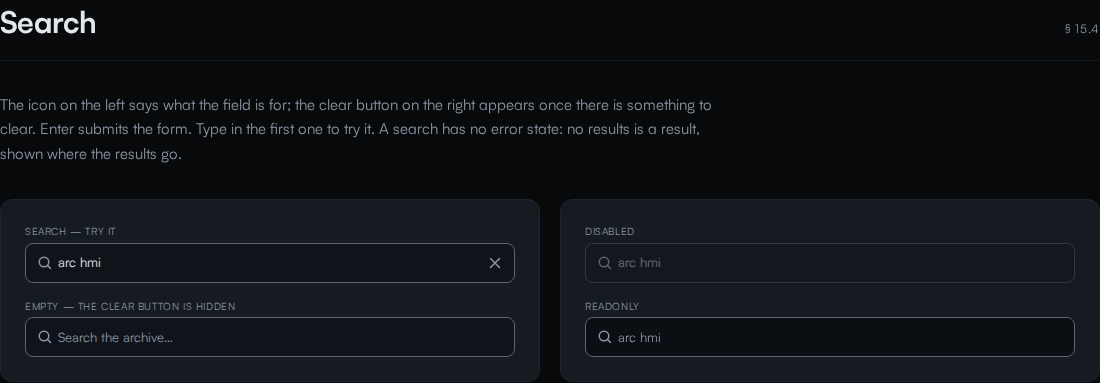 Search
§ 15.4
The icon on the left says what the field is for; the clear button on the right appears once there is something to
clear. Enter submits the form. Type in the first one to try it. A search has no error state: no results is a result,
shown where the results go.
SEARCH — TRY IT
arc hmi
EMPTY — THE CLEAR BUTTON IS HIDDEN
Search the archive...
DISABLED
arc hmi
READONLY
arc hmi